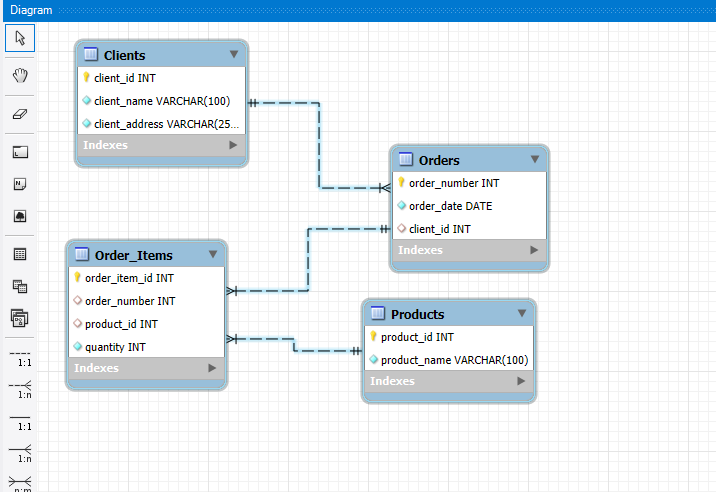 Diagram
Clients
client_id INT
client_name VARCHAR(100)
client_address VARCHAR(25...
Indexes
Orders
order_number INT
order_date DATE
client_id INT
Indexes
Order_Items
order_item_id INT
order_number INT
product_id INT
quantity INT
Indexes
Products
product_id INT
product_name VARCHAR(100)
Indexes
1:1
1:n
1:1
1:n
n:m